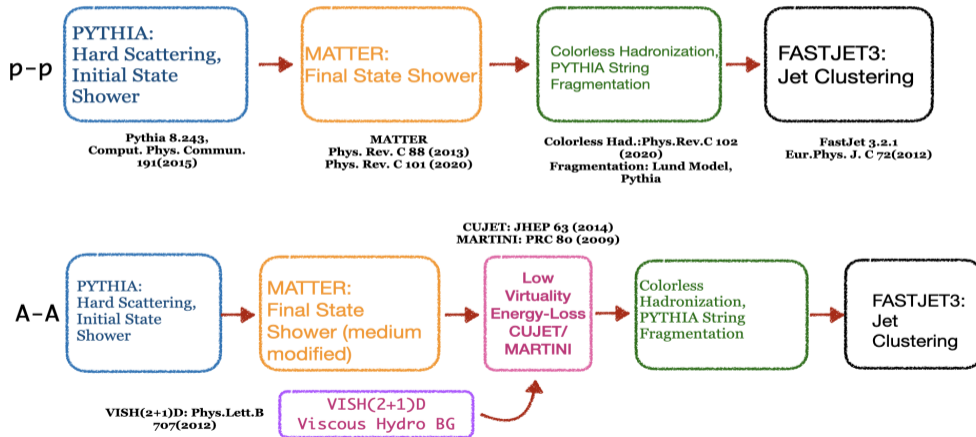 p-p
PYTHIA:
Hard Scattering,
Initial State
Shower
MATTER:
Final State Shower
Colorless Hadronization,
PYTHIA String
Fragmentation
FASTJET3:
Jet Clustering
Pythia 8.243,
Comput. Phys. Commun.
191(2015)
MATTER
Phys. Rev. C 88 (2013)
Phys. Rev. C 101 (2020)
Colorless Had.:Phys.Rev.C 102
(2020)
Fragmentation: Lund Model,
Pythia
FastJet 3.2.1
Eur.Phys. J. C 72(2012)
CUJET: JHEP 63 (2014)
MARTINI: PRC 80 (2009)
A-A
PYTHIA:
Hard Scattering,
Initial State
Shower
MATTER:
Final State
Shower (medium
modified)
Low
Virtuality
Energy-Loss
CUJET/
MARTINI
Colorless
Hadronization,
PYTHIA String
Fragmentation
FASTJET3:
Jet
Clustering
VISH(2+1)D: Phys.Lett.B
707(2012)
VISH(2+1)D
Viscous Hydro BG